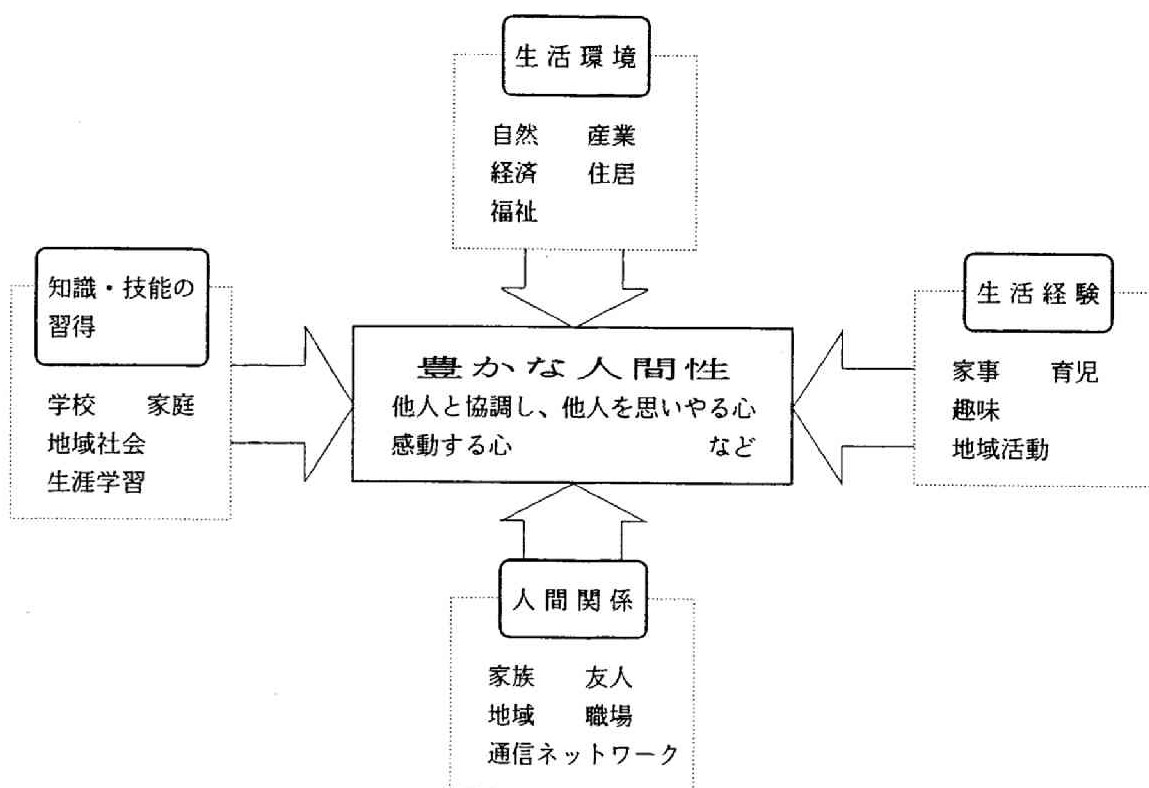 生活環境
自然　産業
経済　住居
福祉
知識・技能の
習得
学校　家庭
地域社会
生涯学習
豊かな人間性
他人と協調し、他人を思いやる心
感動する心　など
生活経験
家事　育児
趣味
地域活動
人間関係
家族　友人
地域　職場
通信ネットワーク